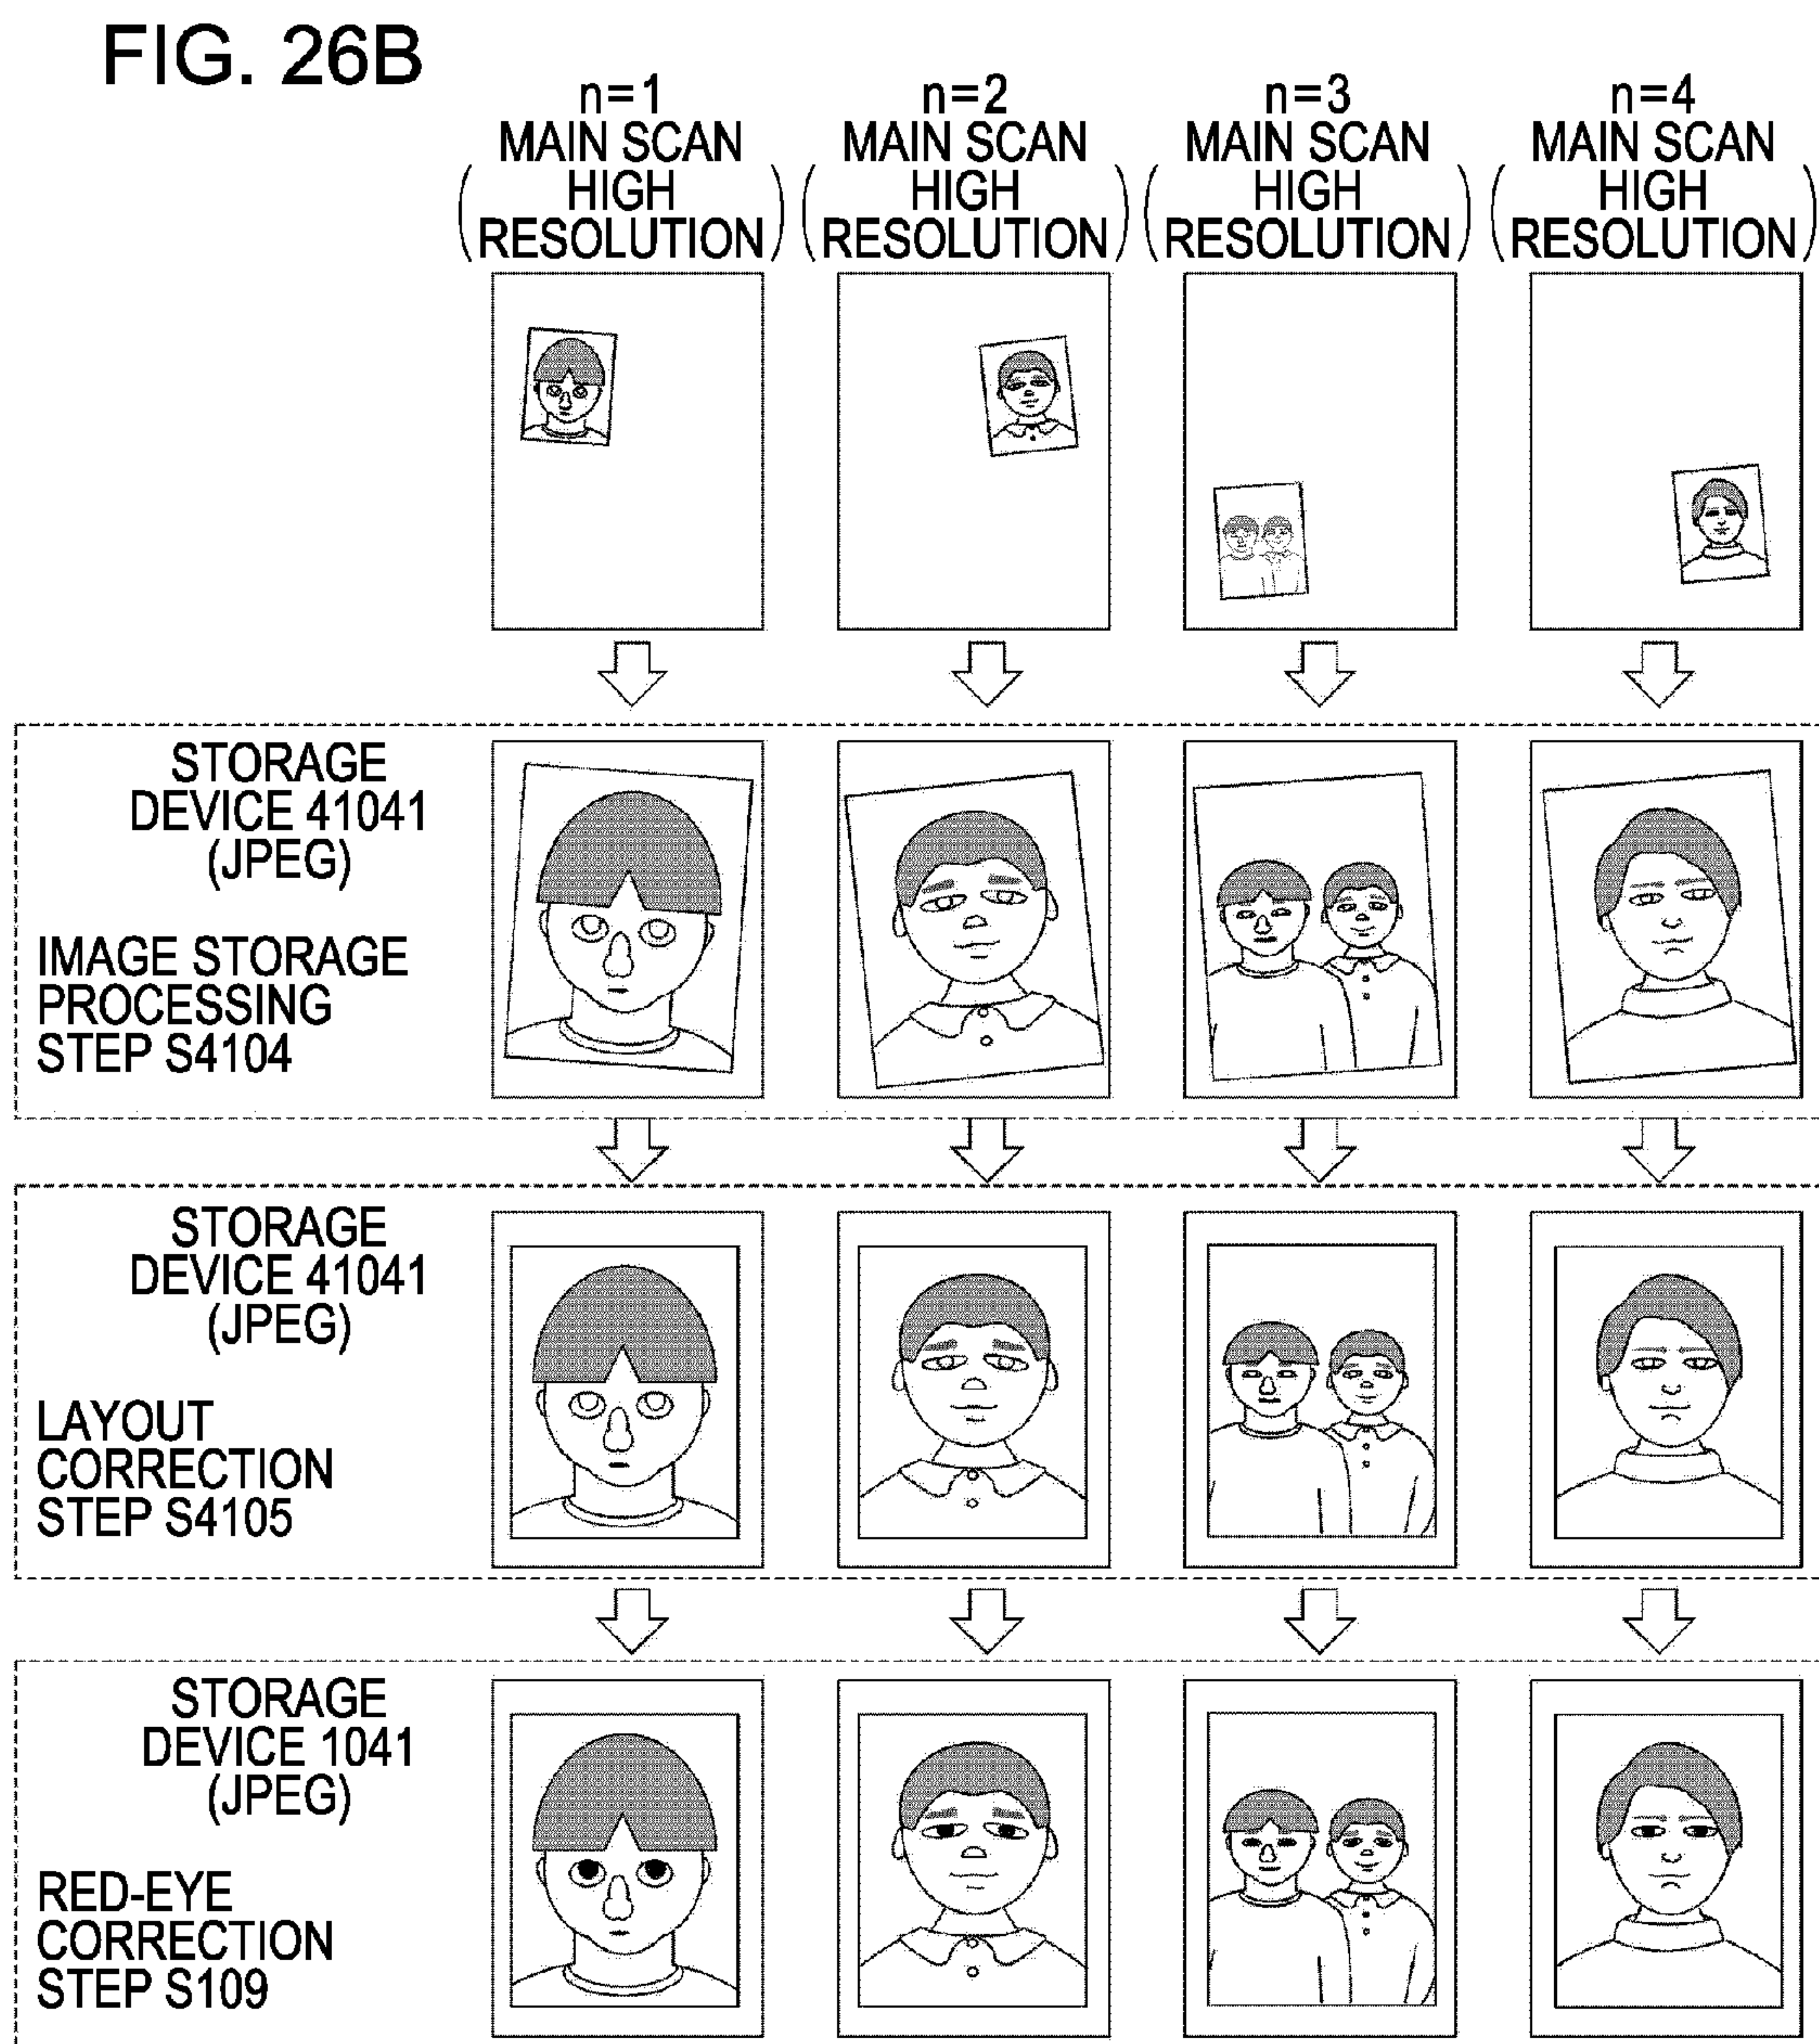 FIG. 26B
n=1
MAIN SCAN
(HIGH
RESOLUTION)
n=2
MAIN SCAN
(HIGH
RESOLUTION)
n=3
MAIN SCAN
(HIGH
RESOLUTION)
n=4
MAIN SCAN
(HIGH
RESOLUTION)
STORAGE
DEVICE 41041
(JPEG)
IMAGE STORAGE
PROCESSING
STEP S4104
STORAGE
DEVICE 41041
(JPEG)
LAYOUT
CORRECTION
STEP S4105
STORAGE
DEVICE 1041
(JPEG)
RED-EYE
CORRECTION
STEP S109